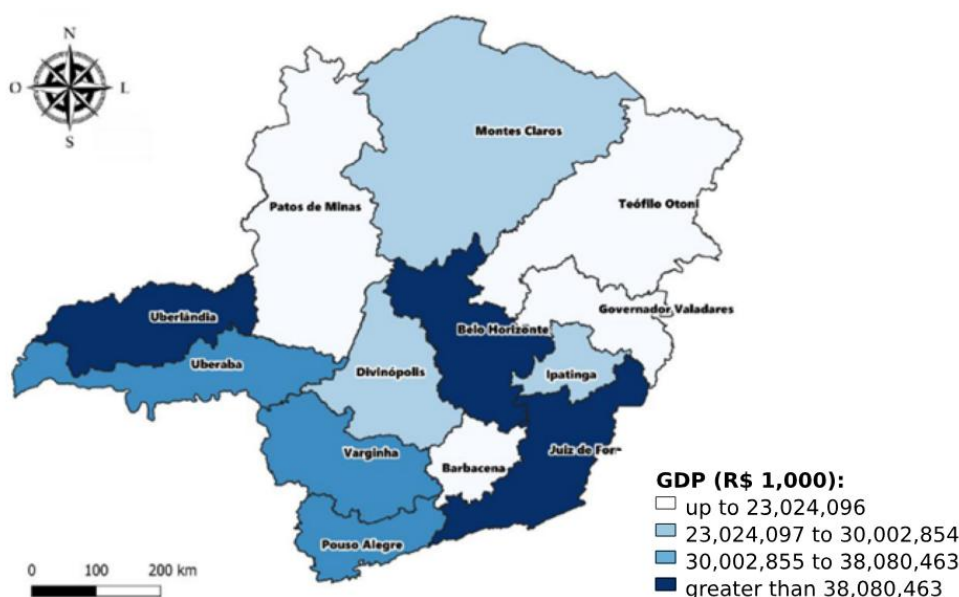 N
O L
S
Montes Claros
Patos de Minas
Teófilo Otoni
Governador Valadares
Uberlândia
Belo Horizonte
Uberaba
Divinópolis
Ipatinga
Varginha
Juiz de For
Barbacena
Pouso Alegre
GDP (R$ 1,000):
up to 23,024,096
23,024,097 to 30,002,854
30,002,855 to 38,080,463
greater than 38,080,463
0 100 200 km